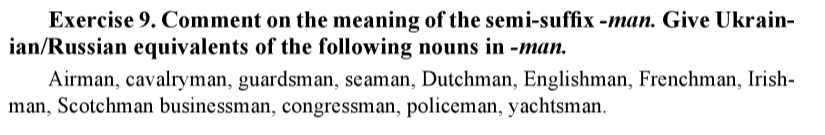 Exercise 9. Comment on the meaning of the semi-suffix -man. Give Ukrain-
ian/Russian equivalents of the following nouns in -man.
Airman, cavalryman, guardsman, seaman, Dutchman, Englishman, Frenchman, Irish-
man, Scotchman businessman, congressman, policeman, yachtsman.